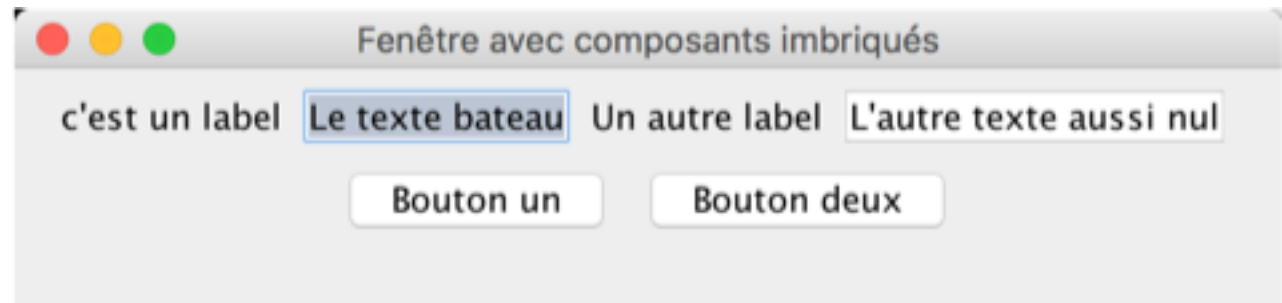 Fenêtre avec composants imbriqués
c'est un label Le texte bateau Un autre label L'autre texte aussi nul
Bouton un Bouton deux